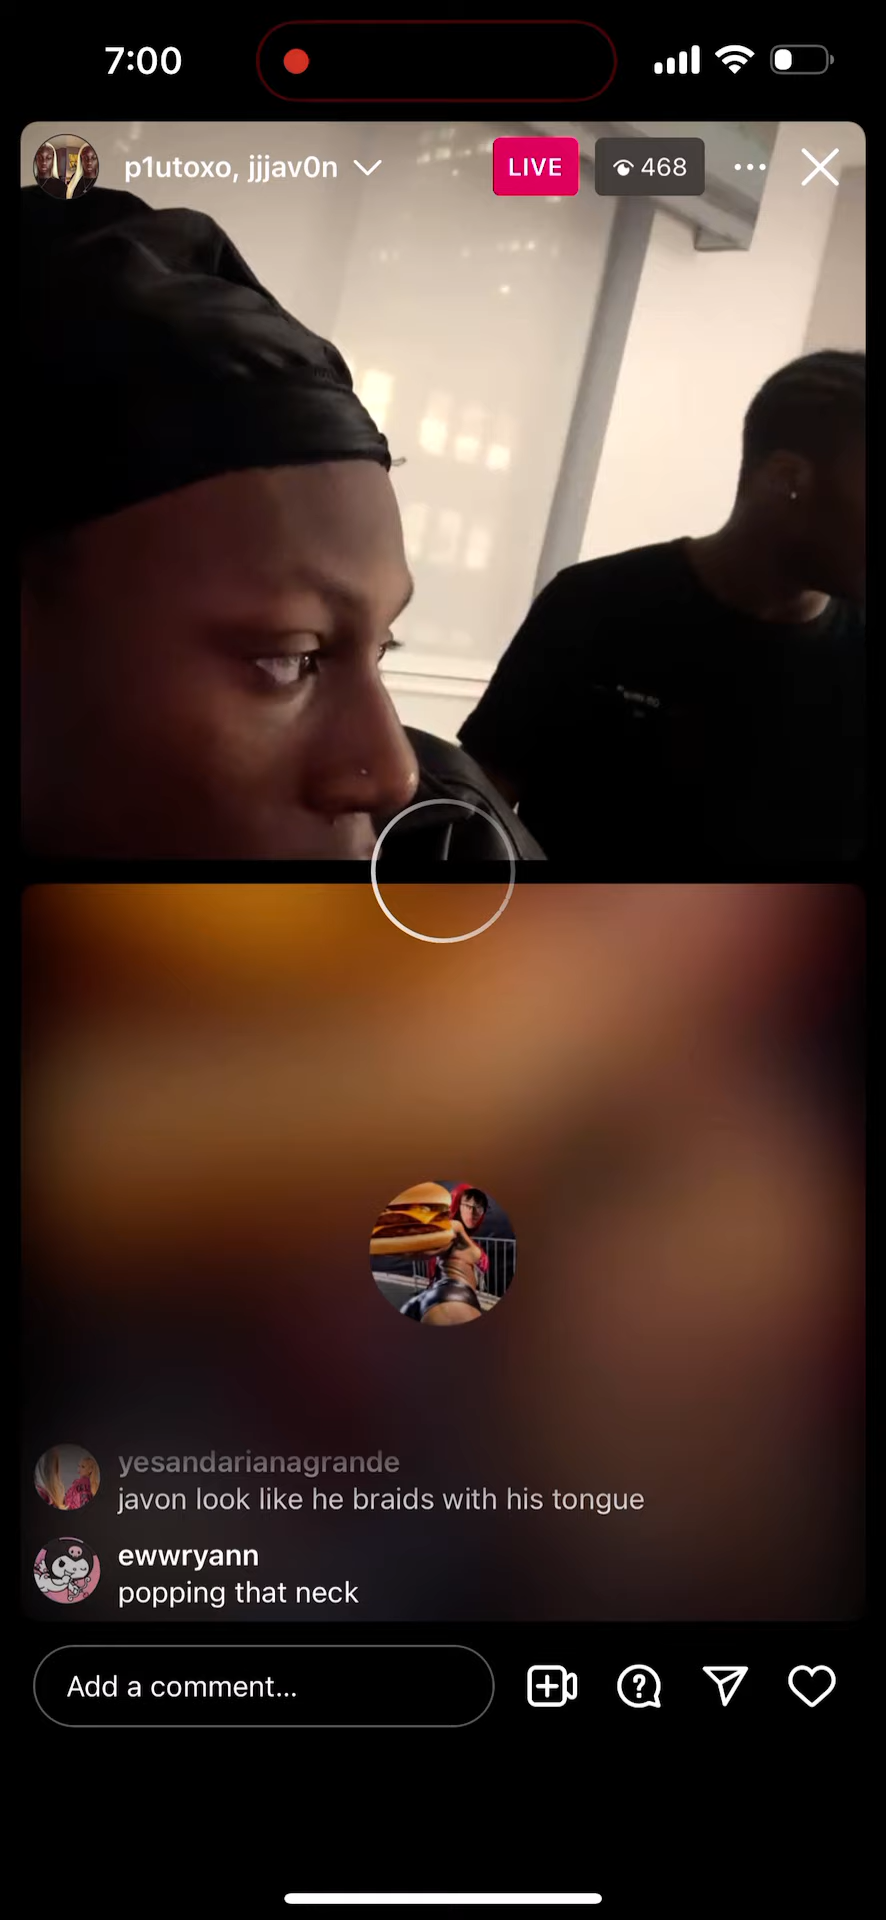 7:00
p1utoxo, jjjav0n
LIVE
468
yesandarianagrande
javon look like he braids with his tongue
ewwryann
popping that neck
Add a comment...